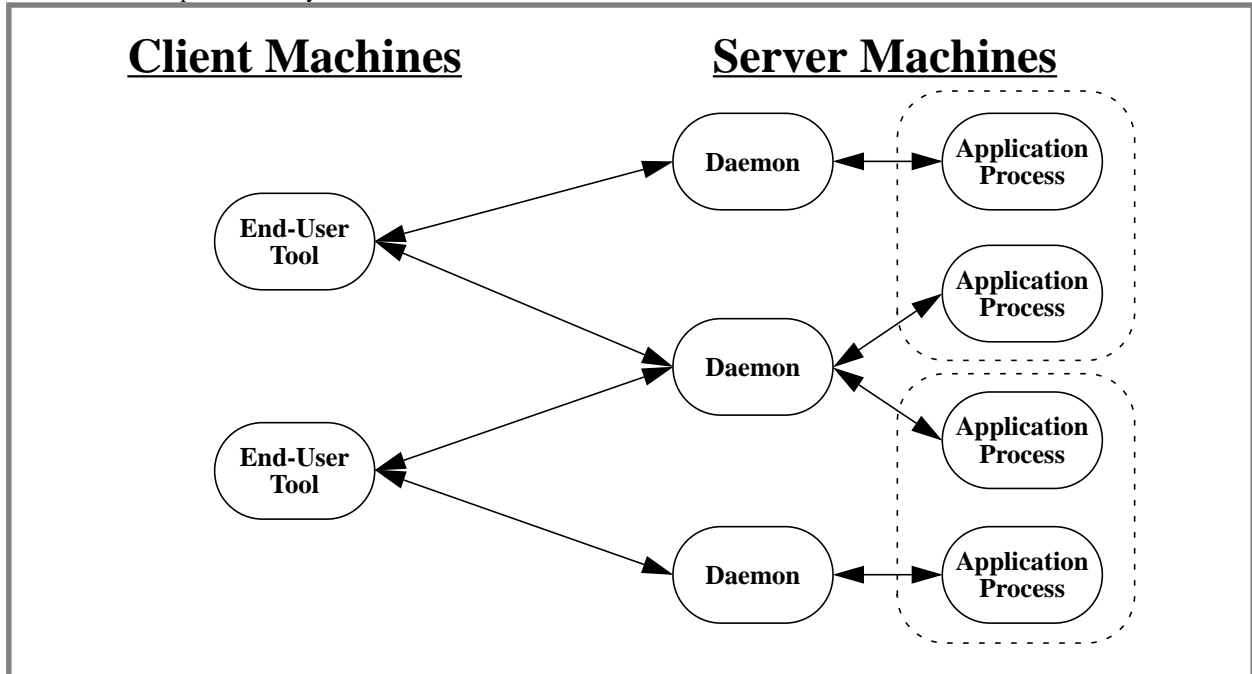 Client Machines
Server Machines
Daemon
Application
Process
End-User
Tool
Application
Process
Daemon
Application
Process
End-User
Tool
Daemon
Application
Process